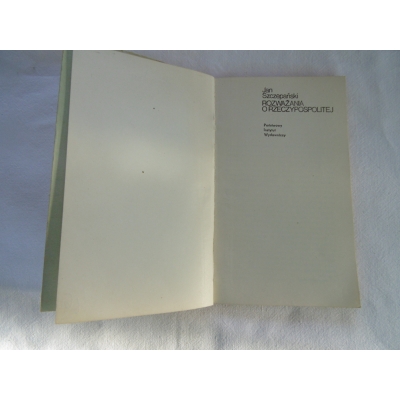 Jan
Szczepański
ROZWAŻANIA
O RZECZYPOSPOLITEJ
Państwowy
Instytut
Wydawniczy